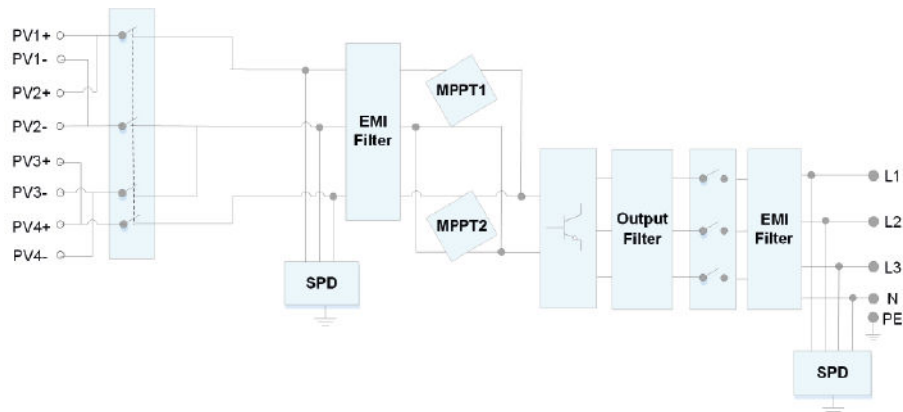 PV1+
PV1-
PV2+
PV2-
PV3+
PV3-
PV4+
PV4-
EMI
Filter
MPPT1
MPPT2
SPD
Output
Filter
EMI
Filter
L1
L2
L3
N
PE
SPD